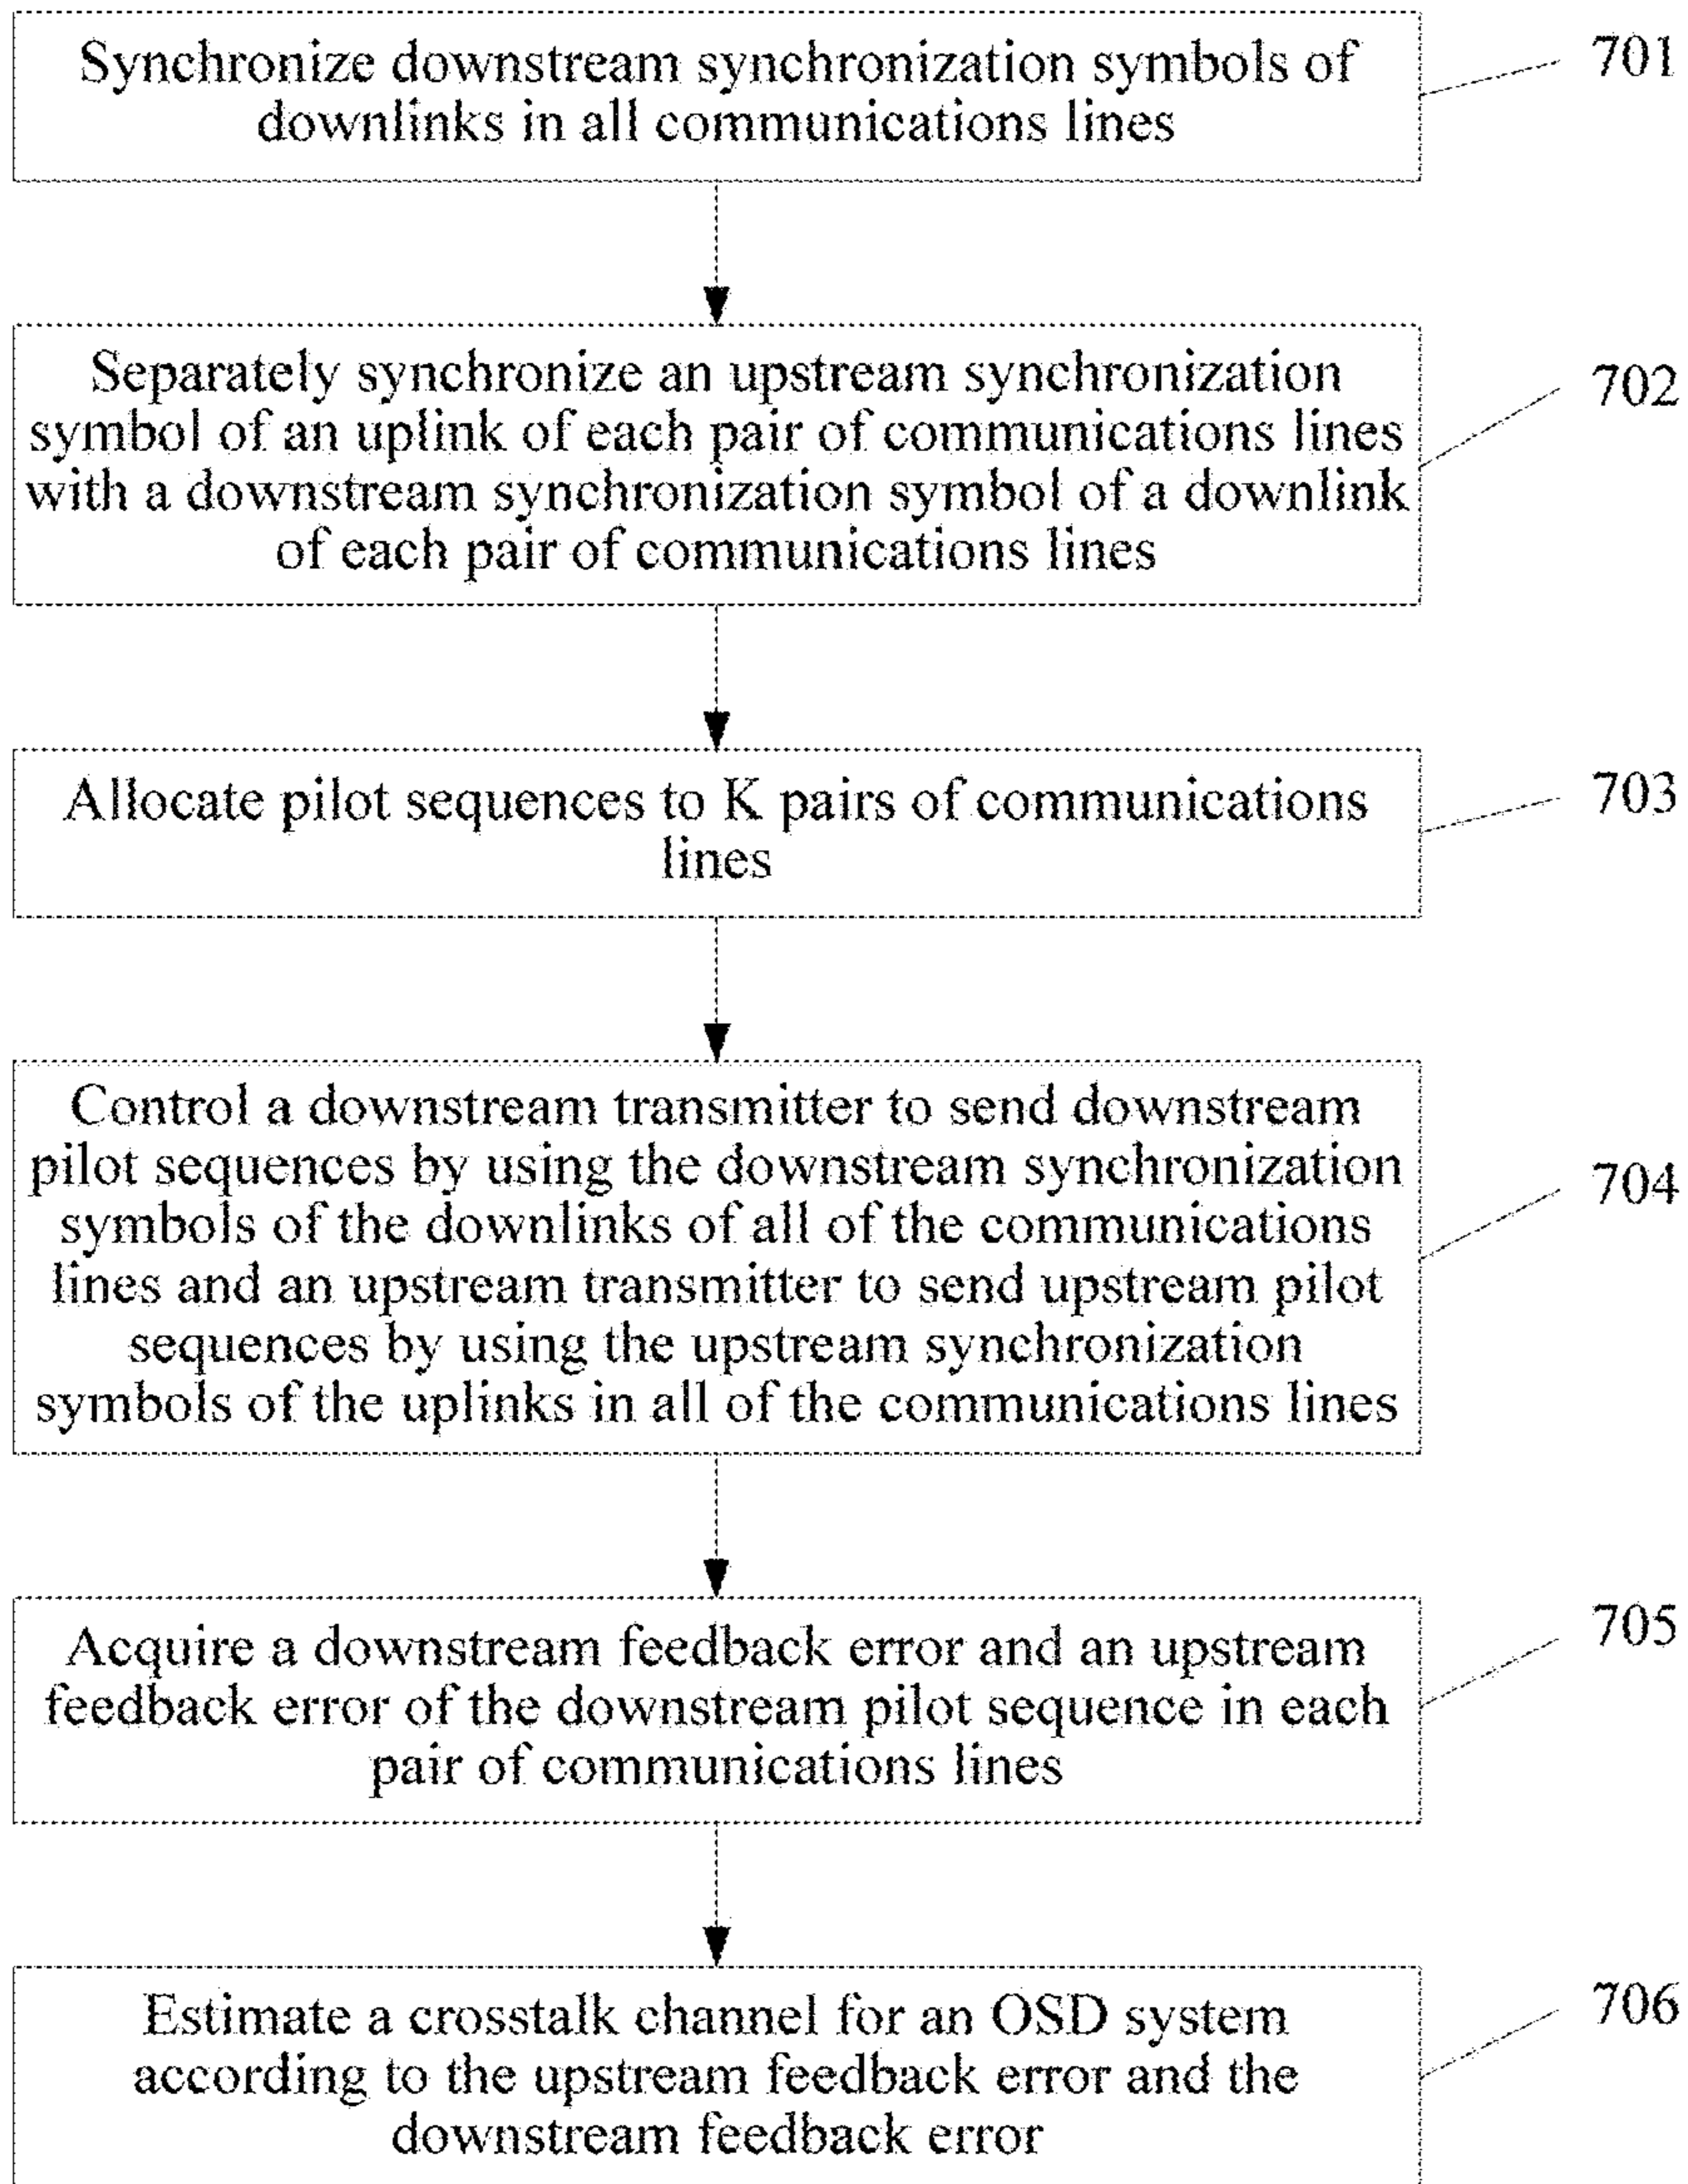 Synchronize downstream synchronization symbols of
downlinks in all communications lines
701
Separately synchronize an upstream synchronization
symbol of an uplink of each pair of communications lines
with a downstream synchronization symbol of a downlink
of each pair of communications lines
702
Allocate pilot sequences to K pairs of communications
lines
703
Control a downstream transmitter to send downstream
pilot sequences by using the downstream synchronization
symbols of the downlinks of all of the communications
lines and an upstream transmitter to send upstream pilot
sequences by using the upstream synchronization
symbols of the uplinks in all of the communications lines
704
Acquire a downstream feedback error and an upstream
feedback error of the downstream pilot sequence in each
pair of communications lines
705
Estimate a crosstalk channel for an OSD system
according to the upstream feedback error and the
downstream feedback error
706